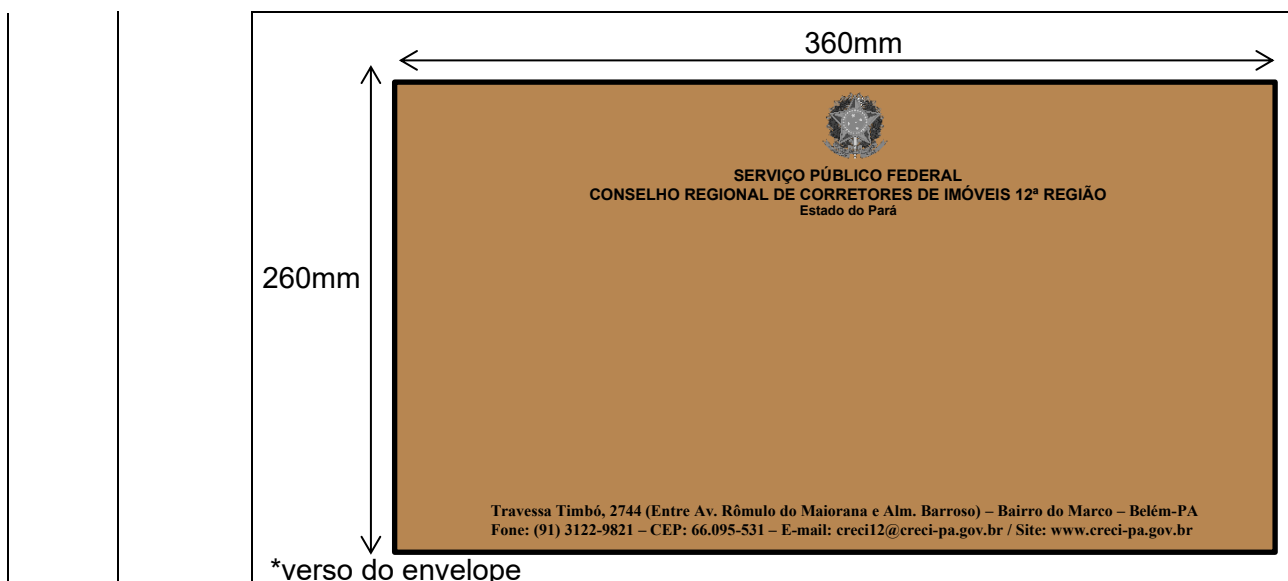 360mm
SERVIÇO PÚBLICO FEDERAL
CONSELHO REGIONAL DE CORRETORES DE IMÓVEIS 12ª REGIÃO
Estado do Pará
260mm
Travessa Timbó, 2744 (Entre Av. Rômulo do Maiorana e Alm. Barroso) – Bairro do Marco – Belém-PA
Fone: (91) 3122-9821 – CEP: 66.095-531 – E-mail: creci12@creci-pa.gov.br / Site: www.creci-pa.gov.br
*verso do envelope